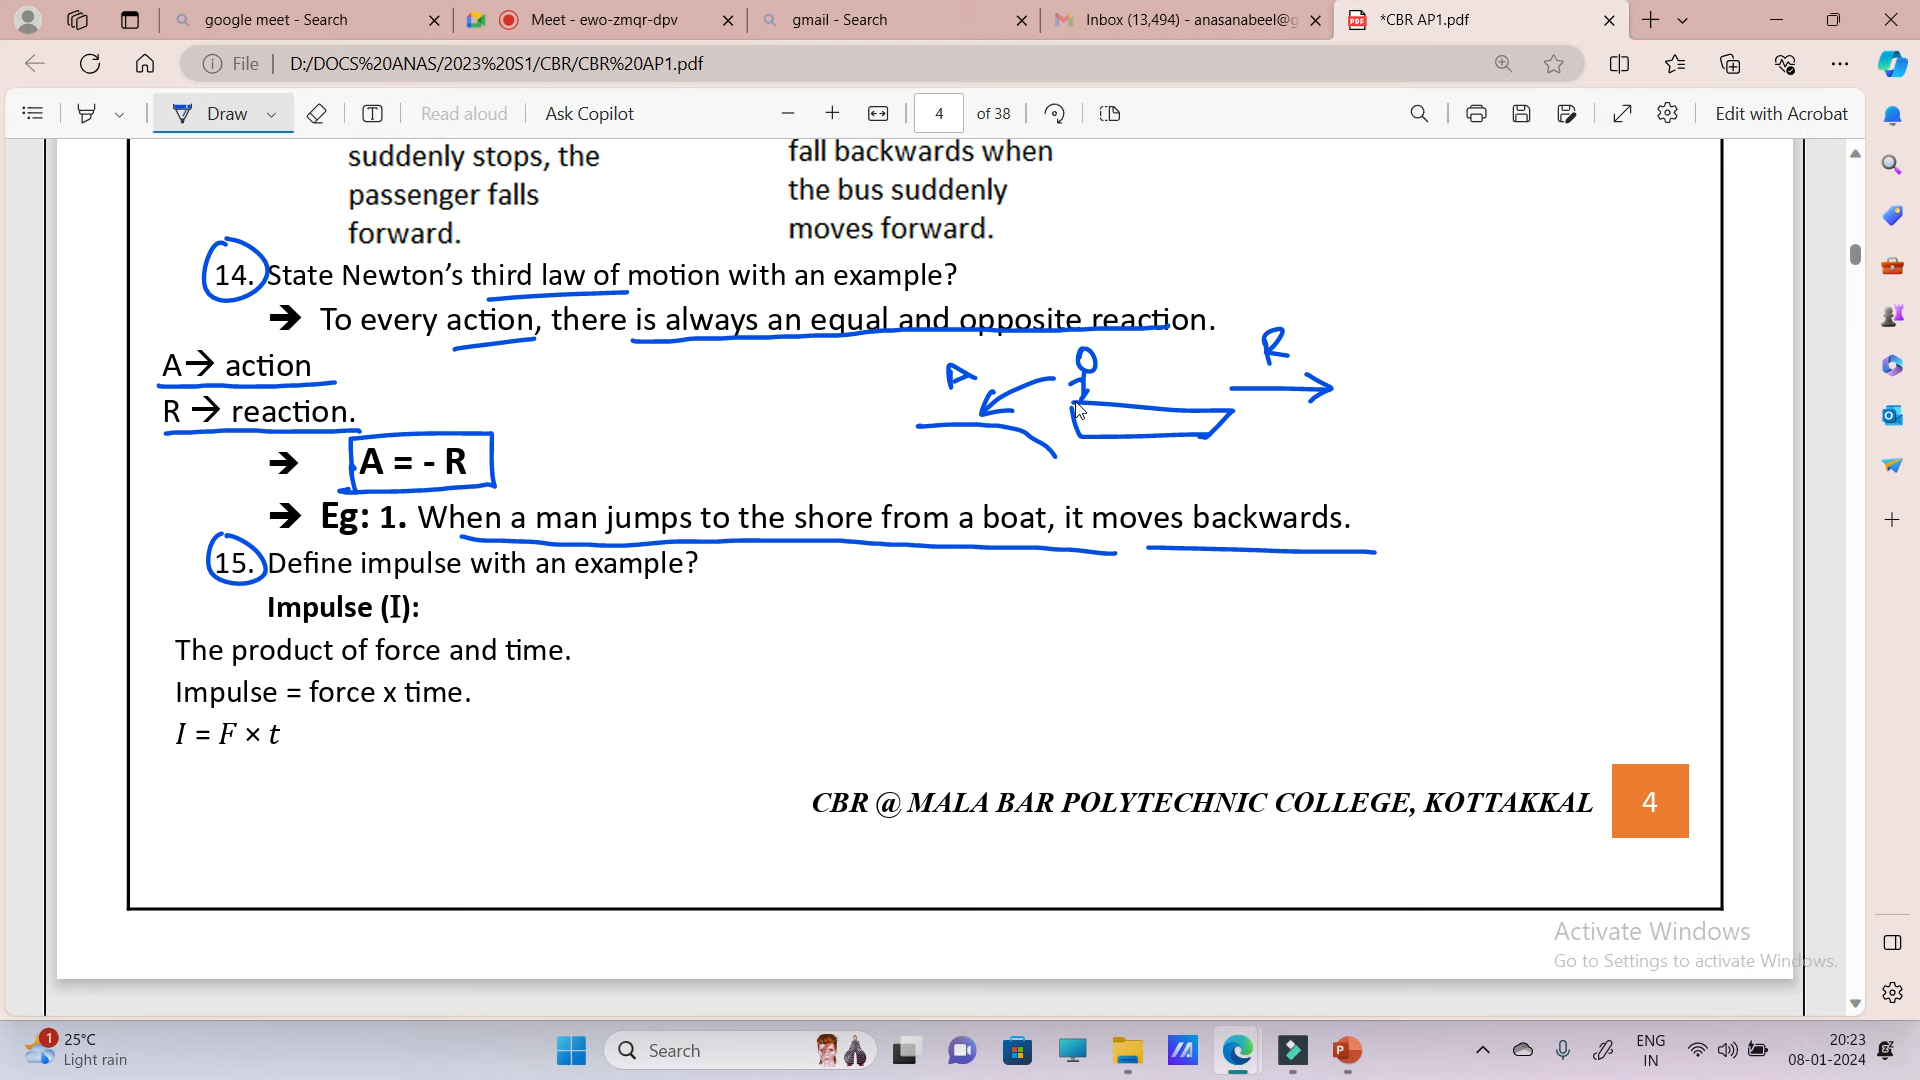 google meet - Search
Meet - ewo-zmqr-dpv
gmail - Search
Inbox (13,494) - anasanabeel@g
*CBR AP1.pdf
File
D:/DOCS%20ANAS/2023%20S1/CBR/CBR%20AP1.pdf
Draw
Read aloud
Ask Copilot
4 of 38
Edit with Acrobat
suddenly stops, the
passenger falls
forward.
fall backwards when
the bus suddenly
moves forward.
14. State Newton's third law of motion with an example?
➔ To every action, there is always an equal and opposite reaction.
A→ action
R → reaction.
A
R
➔ A = - R
➔ Eg: 1. When a man jumps to the shore from a boat, it moves backwards.
15. Define impulse with an example?
Impulse (I):
The product of force and time.
Impulse = force x time.
I = F × t
CBR @ MALA BAR POLYTECHNIC COLLEGE, KOTTAKKAL
4
Activate Windows
Go to Settings to activate Windows.
1
25°C
Light rain
Search
ENG
IN
20:23
08-01-2024